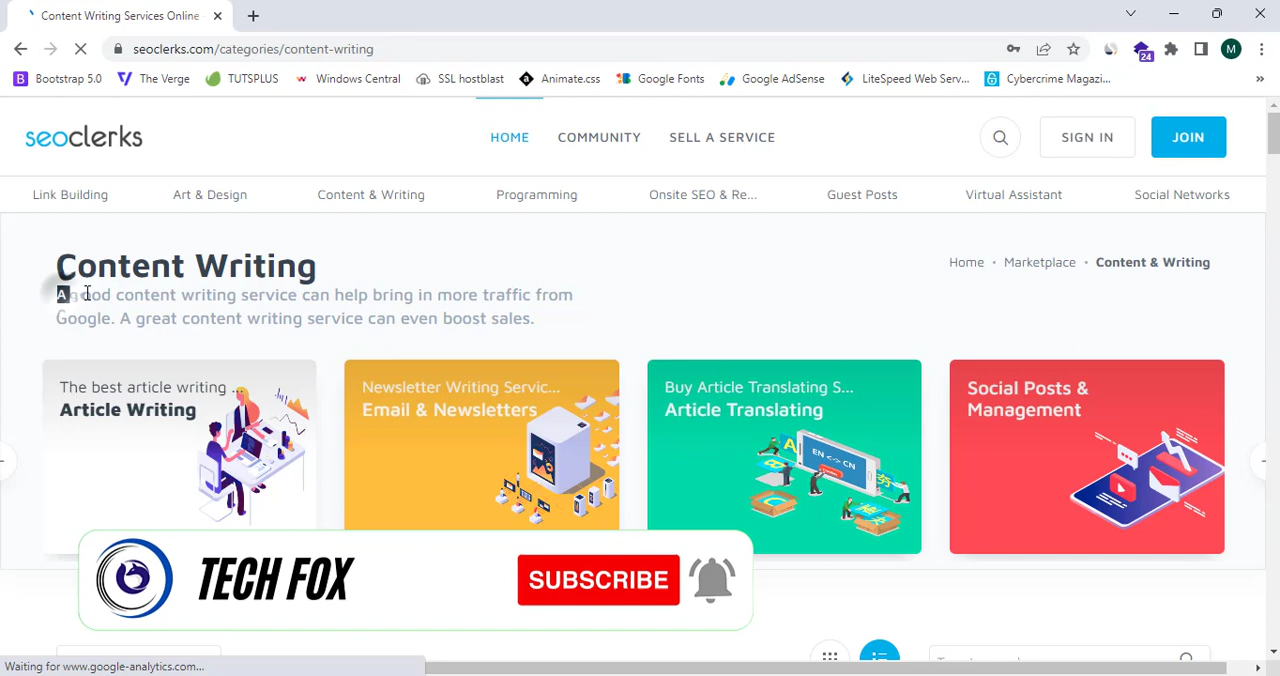 Content Writing Services Online -
seoclerks.com/categories/content-writing
24
M
Bootstrap 5.0
The Verge
TUTSPLUS
Windows Central
SSL hostblast
Animate.css
Google Fonts
Google AdSense
LiteSpeed Web Serv...
Cybercrime Magazi...
seoclerks
HOME
COMMUNITY
SELL A SERVICE
SIGN IN
JOIN
Link Building
Art & Design
Content & Writing
Programming
Onsite SEO & Re...
Guest Posts
Virtual Assistant
Social Networks
Content Writing
Home • Marketplace • Content & Writing
A good content writing service can help bring in more traffic from
Google. A great content writing service can even boost sales.
The best article writing ...
Article Writing
Newsletter Writing Servic...
Email & Newsletters
Buy Article Translating S...
Article Translating
EN <-> CN
Social Posts &
Management
TECH FOX
SUBSCRIBE
Waiting for www.google-analytics.com...